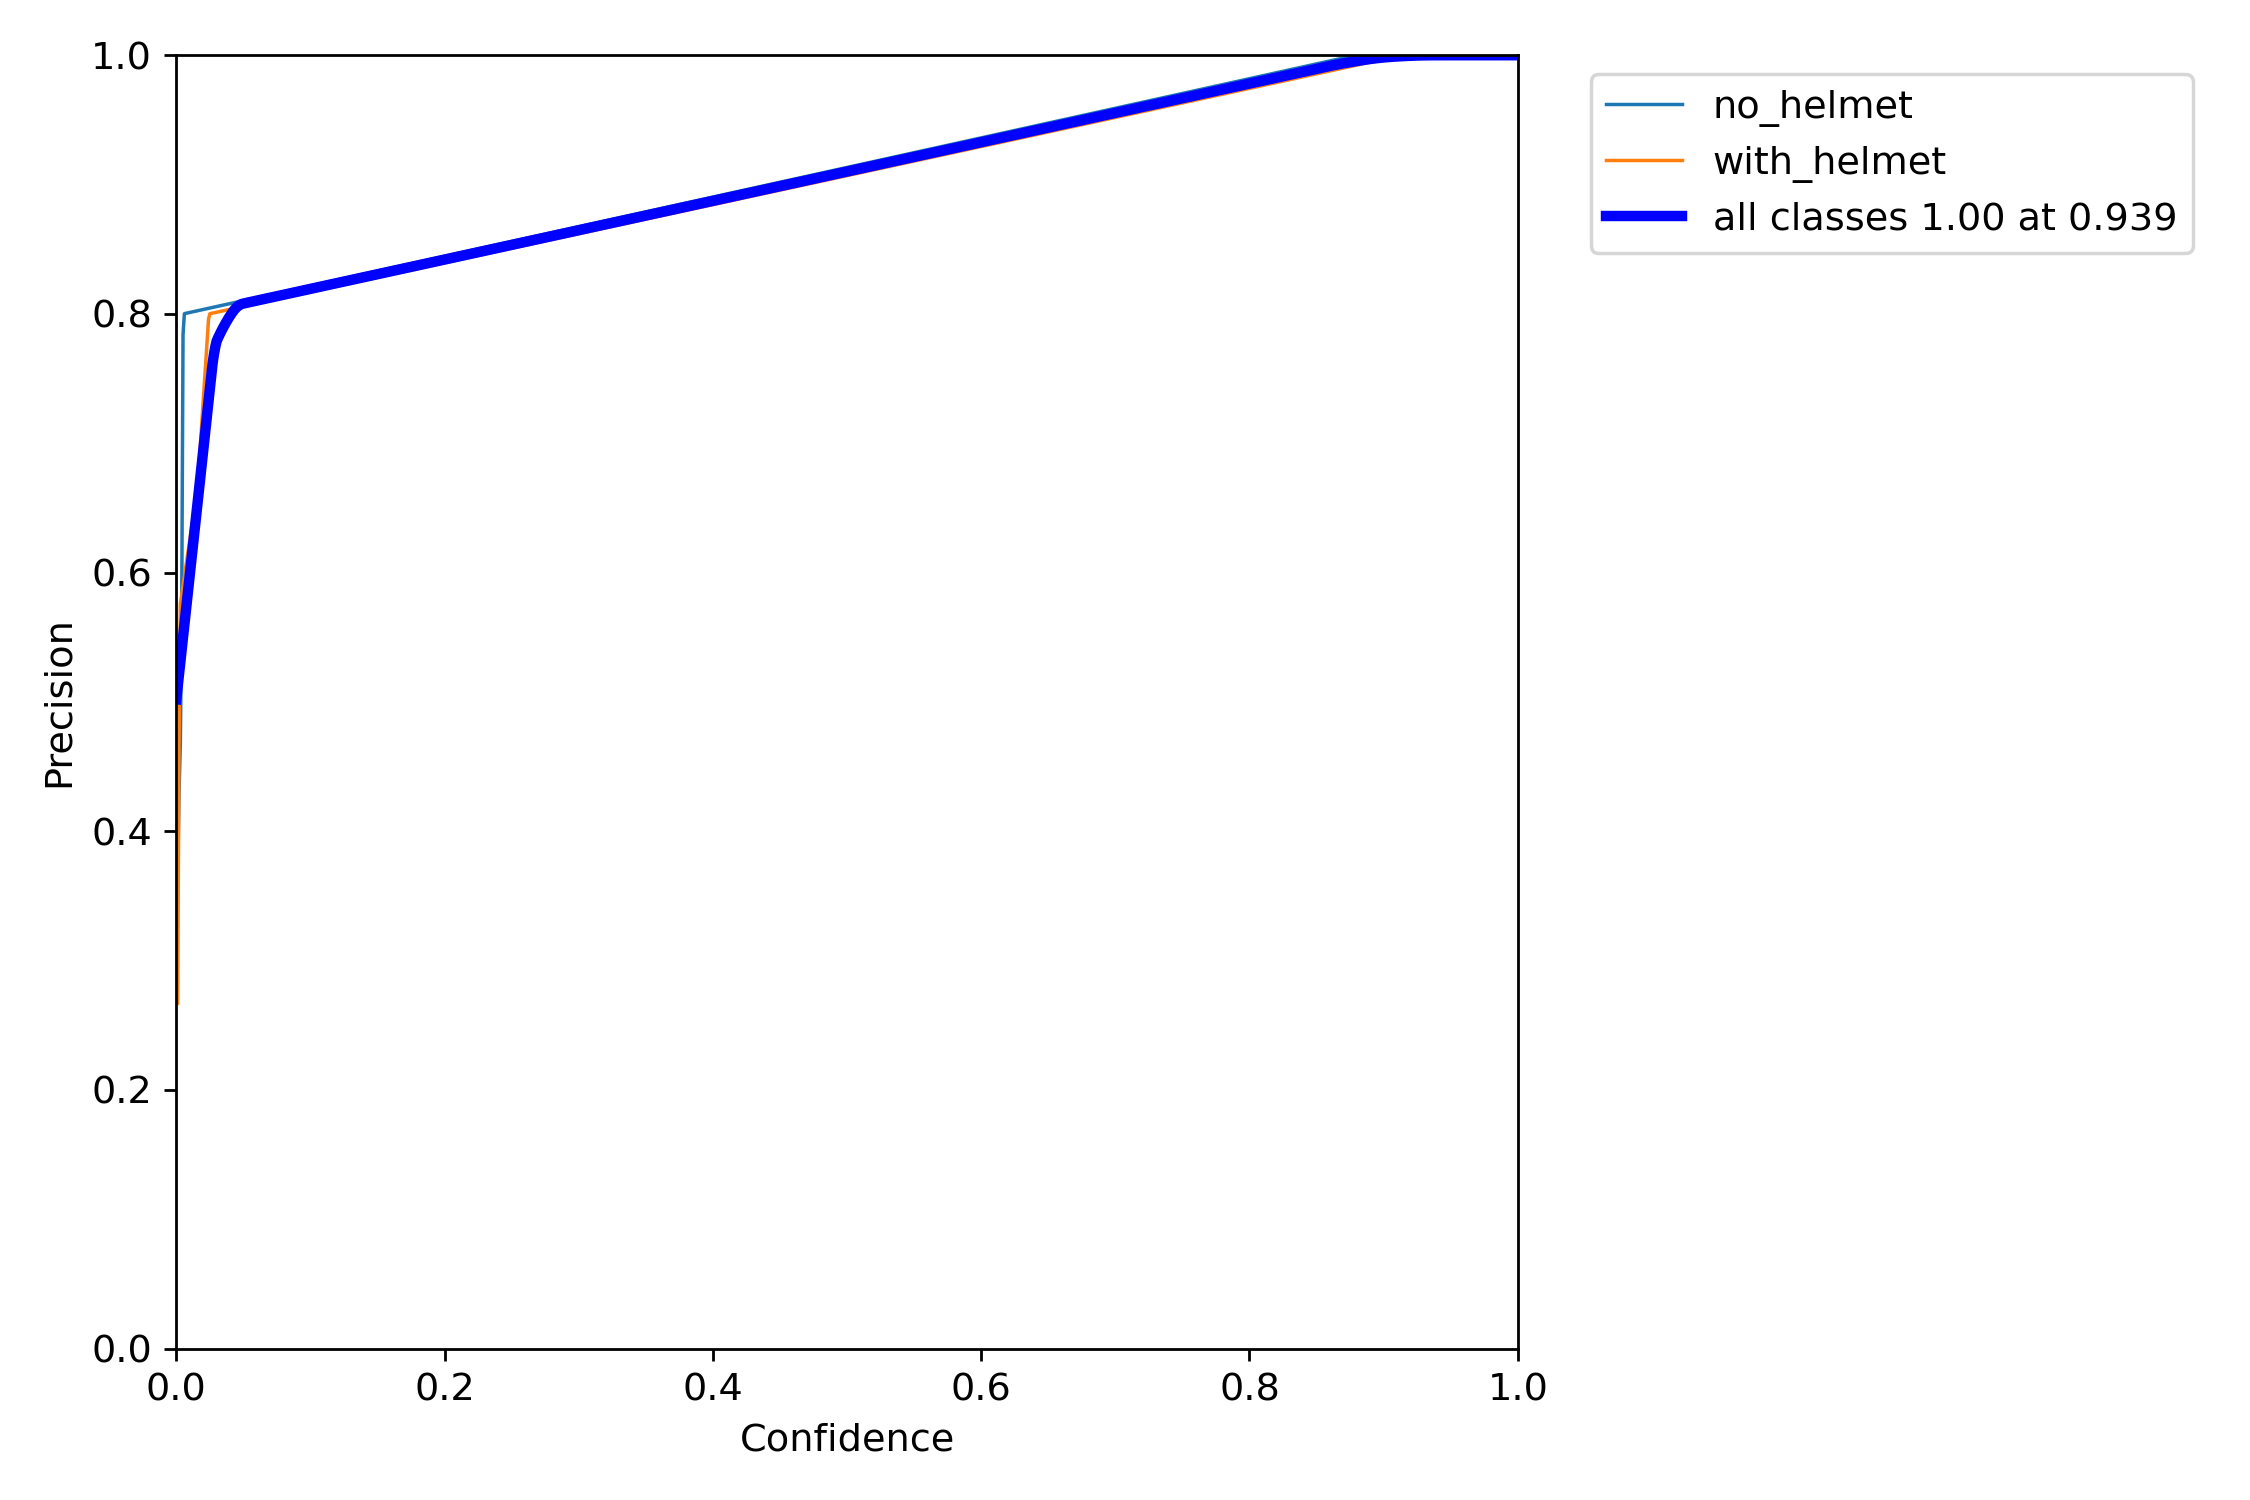 1.0
0.8
0.6
0.4
0.2
0.0
Precision
0.0 0.2 0.4 0.6 0.8 1.0
Confidence
no_helmet
with_helmet
all classes 1.00 at 0.939